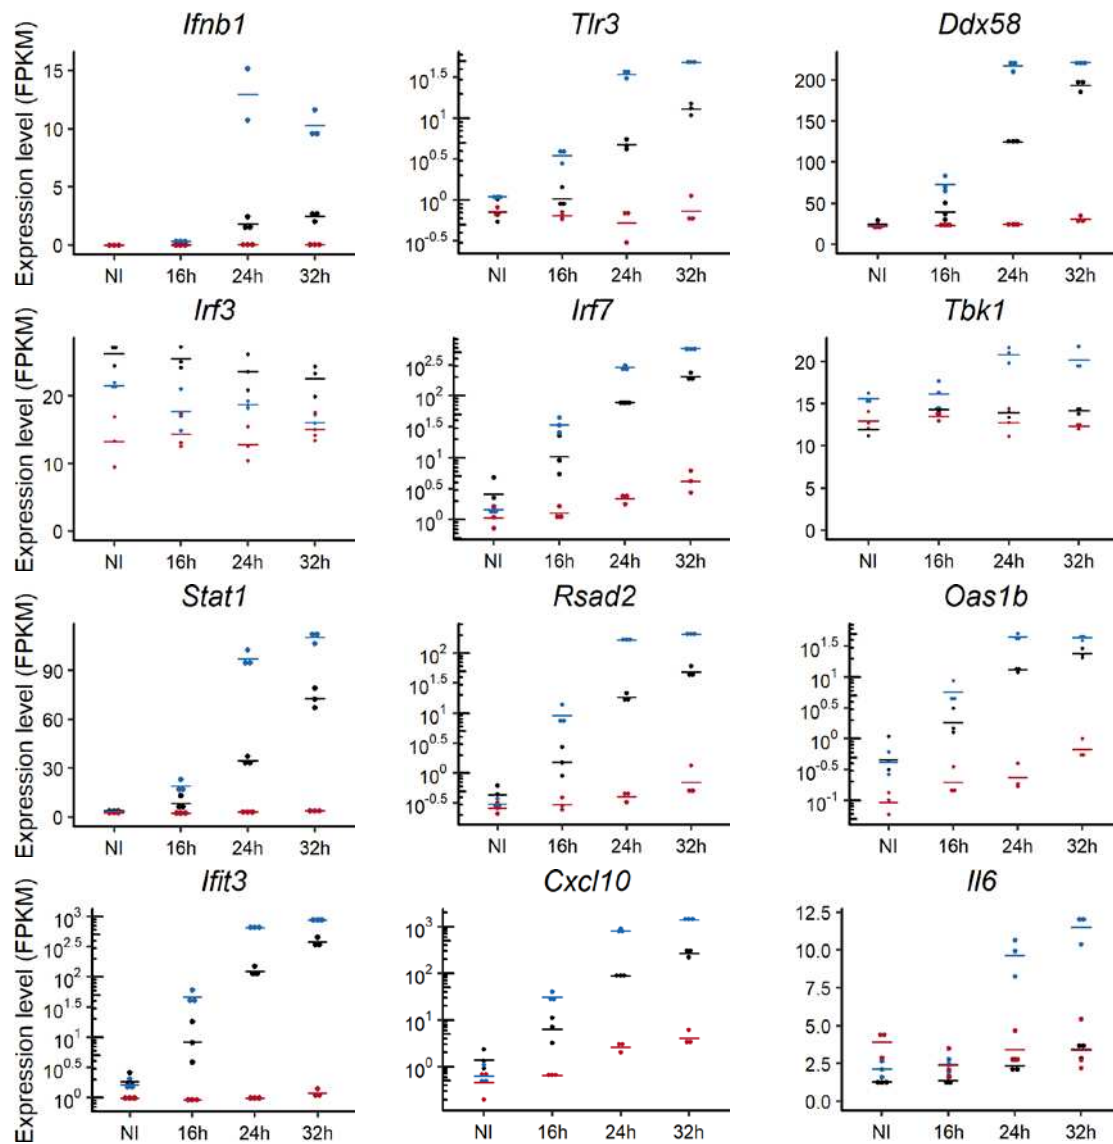 Ifnb1 Tlr3 Ddx58
Expression level (FPKM)
15 10^1.5 200
10 10^1 150
5 10^0.5 100
0 10^0 50
10^-0.5 0
NI 16h 24h 32h NI 16h 24h 32h NI 16h 24h 32h
Irf3 Irf7 Tbk1
Expression level (FPKM)
20 10^2.5 20
10 10^2 15
0 10^1.5 10
10^1 5
10^0.5 0
10^0
NI 16h 24h 32h NI 16h 24h 32h NI 16h 24h 32h
Stat1 Rsad2 Oas1b
Expression level (FPKM)
90 10^2 10^1.5
60 10^1.5 10^1
30 10^1 10^0.5
0 10^0.5 10^0
10^0 10^-0.5
10^-0.5 10^-1
NI 16h 24h 32h NI 16h 24h 32h NI 16h 24h 32h
Ifit3 Cxcl10 Il6
Expression level (FPKM)
10^3 10^3 12.5
10^2.5 10^2 10.0
10^2 10^1 7.5
10^1.5 10^0 5.0
10^1 2.5
10^0.5 0.0
10^0
NI 16h 24h 32h NI 16h 24h 32h NI 16h 24h 32h